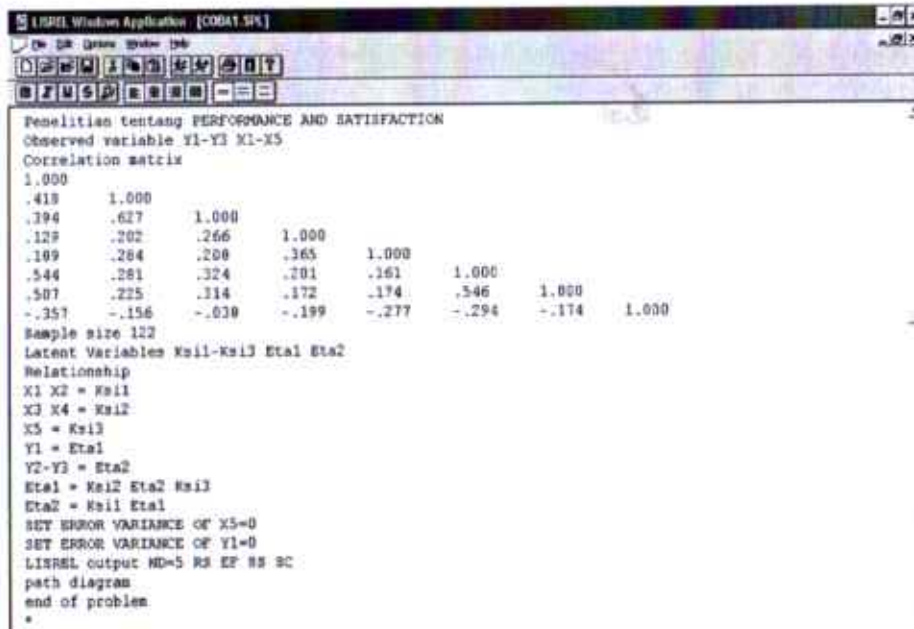 LISREL Windows Application - [COBA1.SPL]
File Edit Options Window Help
Penelitian tentang PERFORMANCE AND SATISFACTION
Observed variable Y1-Y3 X1-X5
Correlation matrix
1.000
.418 1.000
.394 .627 1.000
.129 .202 .266 1.000
.189 .284 .208 .365 1.000
.544 .281 .324 .201 .161 1.000
.507 .225 .314 .172 .174 .546 1.000
-.357 -.156 -.038 -.199 -.277 -.294 -.174 1.000
Sample size 122
Latent Variables Ksi1-Ksi3 Eta1 Eta2
Relationship
X1 X2 = Ksi1
X3 X4 = Ksi2
X5 = Ksi3
Y1 = Eta1
Y2-Y3 = Eta2
Eta1 = Ksi2 Eta2 Ksi3
Eta2 = Ksi1 Eta1
SET ERROR VARIANCE OF X5=0
SET ERROR VARIANCE OF Y1=0
LISREL output ND=5 RS EF SS SC
path diagram
end of problem